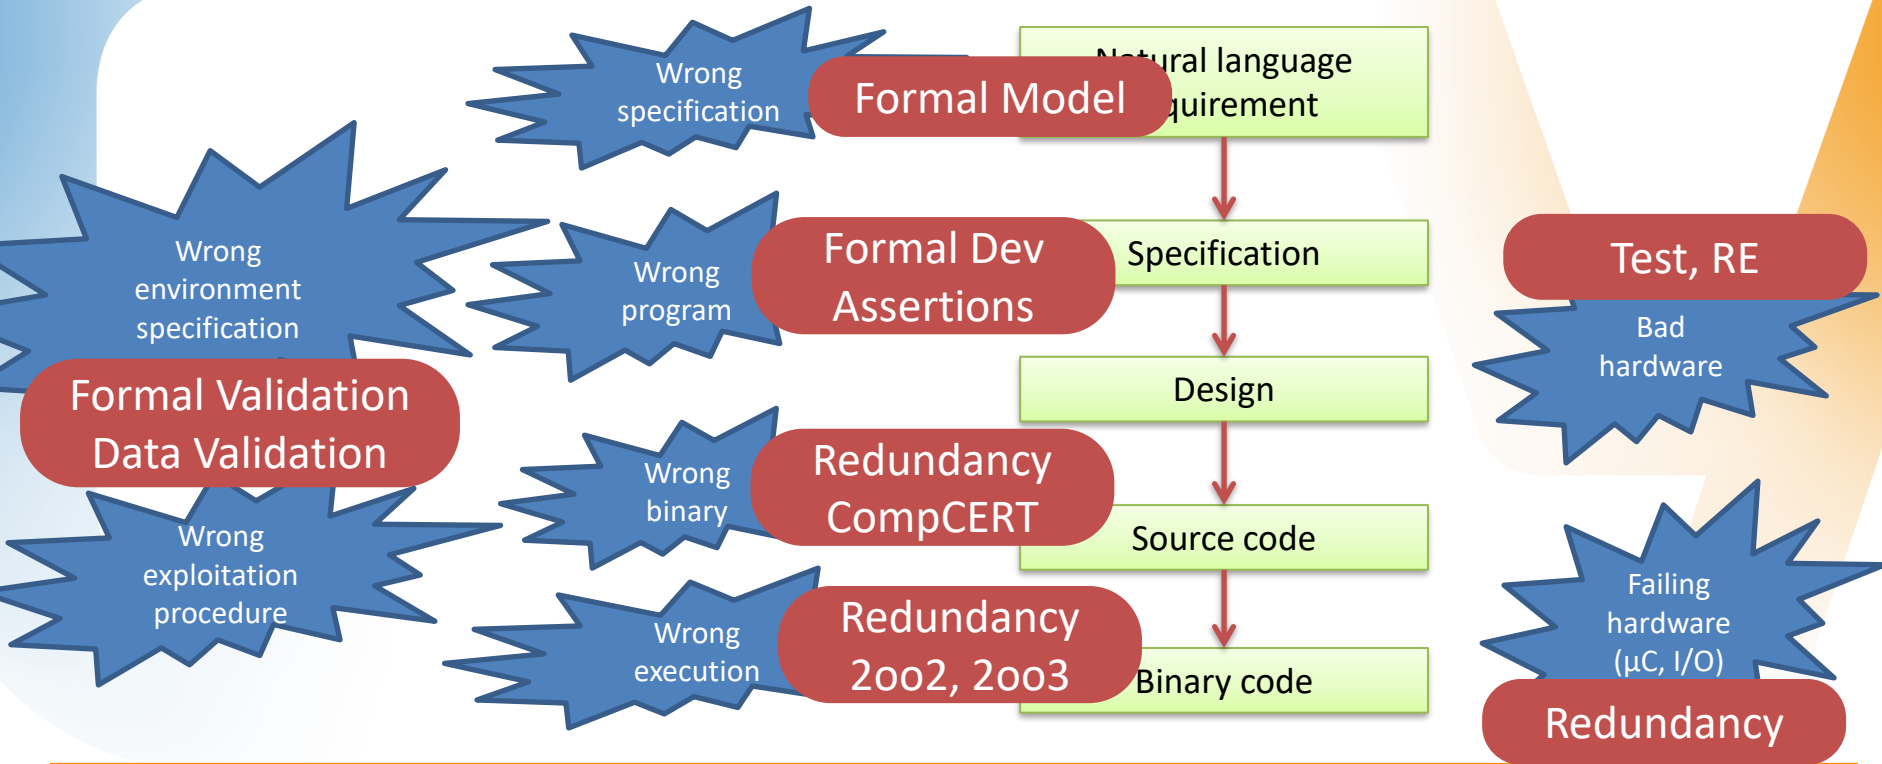 Wrong
specification
Formal Model
Natural language
quirement
Wrong
environment
specification
Wrong
program
Formal Dev
Assertions
Specification
Test, RE
Bad
hardware
Formal Validation
Data Validation
Design
Wrong
binary
Redundancy
CompCERT
Source code
Wrong
exploitation
procedure
Wrong
execution
Redundancy
2oo2, 2oo3
Binary code
Failing
hardware
(µC, I/O)
Redundancy